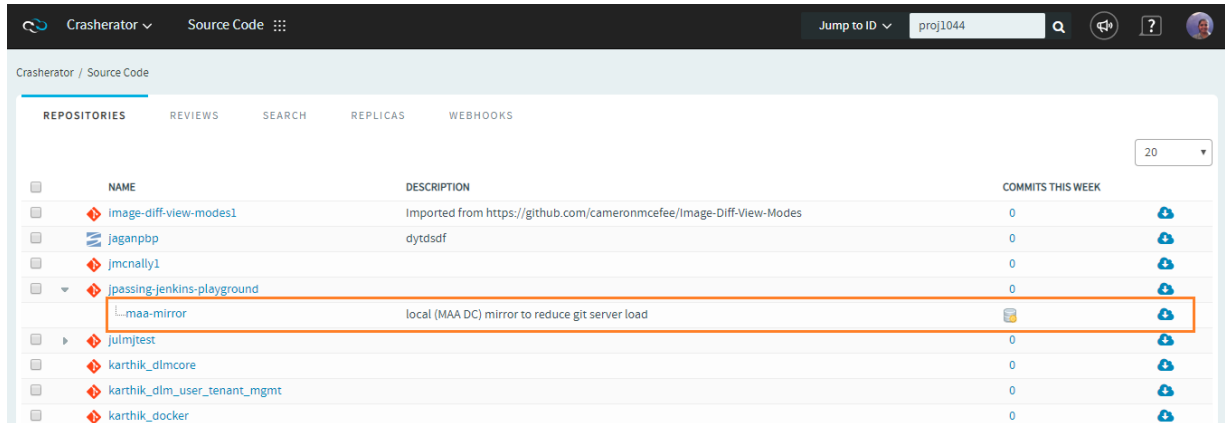 Crasherator Source Code Jump to ID proj1044 ?
Crasherator / Source Code
REPOSITORIES REVIEWS SEARCH REPLICAS WEBHOOKS
20
NAME DESCRIPTION COMMITS THIS WEEK
image-diff-view-modes1 Imported from https://github.com/cameronmcefee/Image-Diff-View-Modes 0
jaganpbp dytdsdf 0
jmcnally1 0
jpassing-jenkins-playground 0
maa-mirror local (MAA DC) mirror to reduce git server load
julmjtest 0
karthik_dlmcore 0
karthik_dlm_user_tenant_mgmt 0
karthik_docker 0